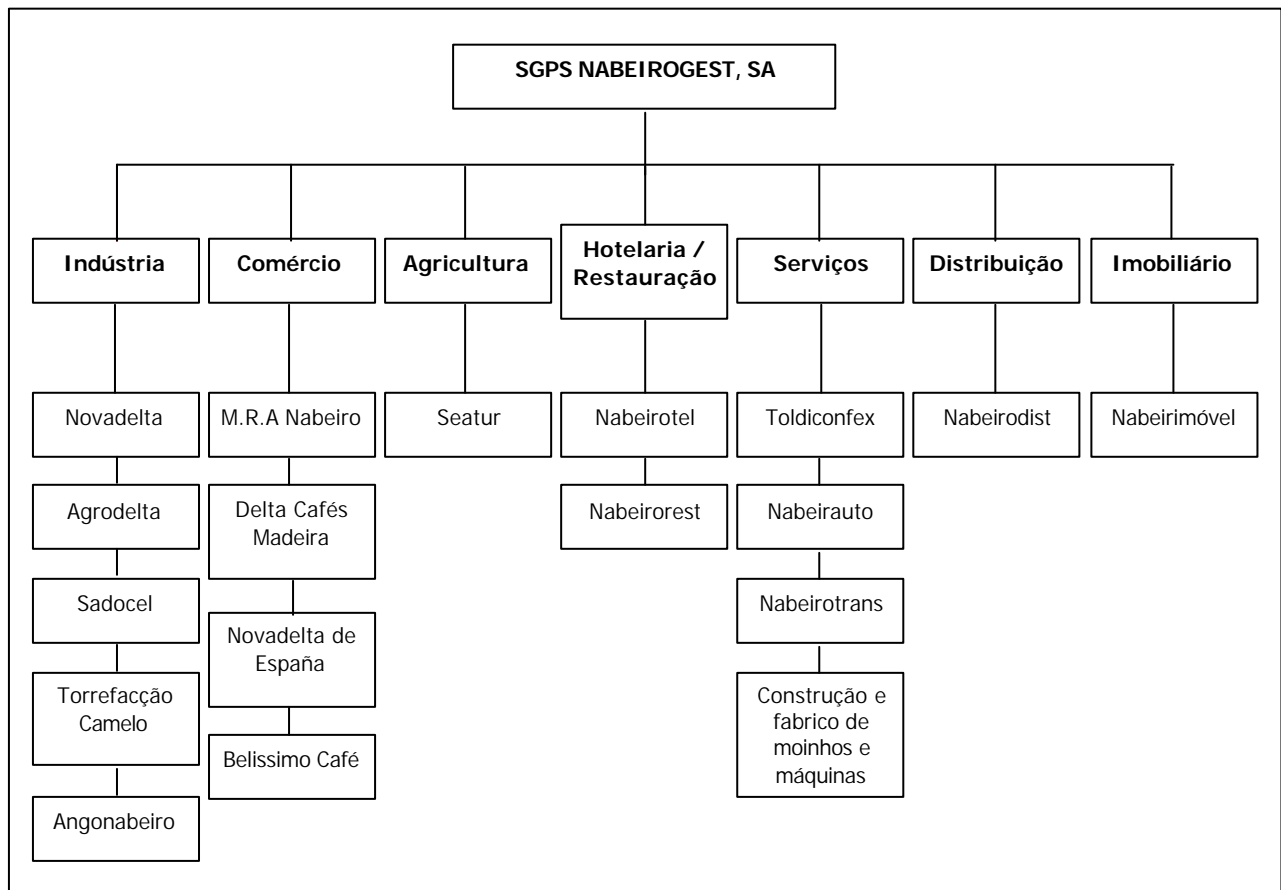 SGPS NABEIROGEST, SA
Indústria
Comércio
Agricultura
Hotelaria /
Restauração
Serviços
Distribuição
Imobiliário
Novadelta
M.R.A Nabeiro
Seatur
Nabeirotel
Toldiconfex
Nabeirodist
Nabeirimóvel
Agrodelta
Delta Cafés
Madeira
Nabeirorest
Nabeirauto
Sadocel
Novadelta de
España
Nabeirotrans
Torrefacção
Camelo
Belissimo Café
Construção e
fabrico de
moinhos e
máquinas
Angonabeiro